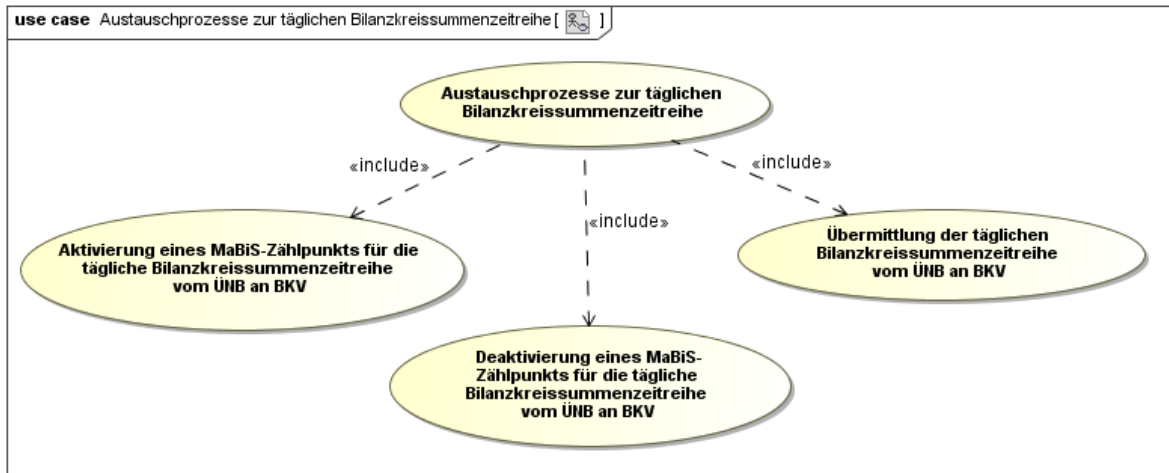 use case Austauschprozesse zur täglichen Bilanzkreissummenzeitreihe [ ]
Austauschprozesse zur täglichen
Bilanzkreissummenzeitreihe
«include»
«include»
«include»
Aktivierung eines MaBiS-Zählpunkts für die
tägliche Bilanzkreissummenzeitreihe
vom ÜNB an BKV
Übermittlung der täglichen
Bilanzkreissummenzeitreihe
vom ÜNB an BKV
Deaktivierung eines MaBiS-
Zählpunkts für die tägliche
Bilanzkreissummenzeitreihe
vom ÜNB an BKV